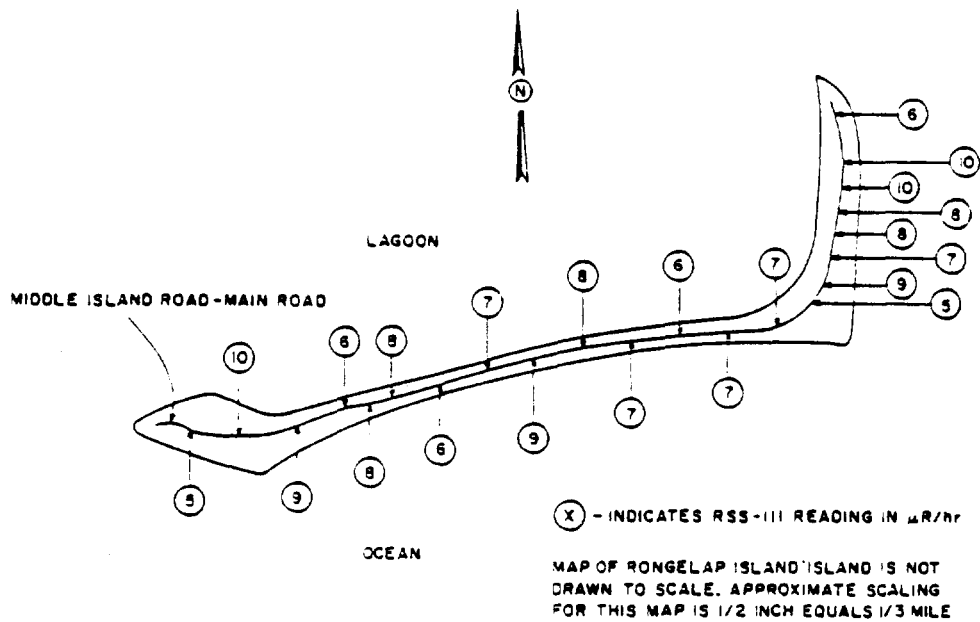 N
6
10
10
8
8
7
9
5
LAGOON
MIDDLE ISLAND ROAD-MAIN ROAD
10
6
8
7
8
6
7
5
9
8
6
9
7
7
OCEAN
X - INDICATES RSS-111 READING IN µR/hr
MAP OF RONGELAP ISLAND ISLAND IS NOT
DRAWN TO SCALE. APPROXIMATE SCALING
FOR THIS MAP IS 1/2 INCH EQUALS 1/3 MILE